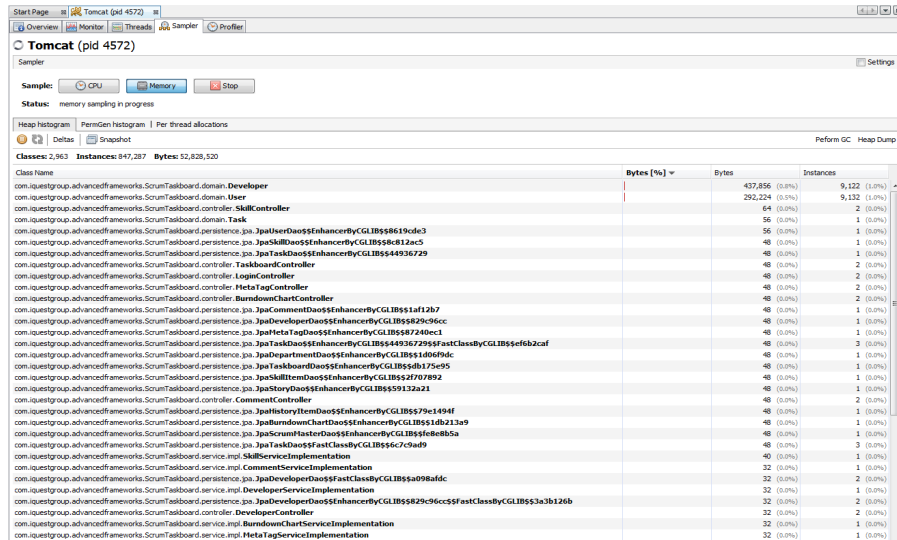 Start Page Tomcat (pid 4572)
Overview Monitor Threads Sampler Profiler
Tomcat (pid 4572)
Sampler Settings
Sample: CPU Memory Stop
Status: memory sampling in progress
Heap histogram PermGen histogram Per thread allocations
Deltas Snapshot Peform GC Heap Dump
Classes: 2,963 Instances: 847,287 Bytes: 52,828,520
Class Name Bytes [%] Bytes Instances
com.iquestgroup.advancedframeworks.ScrumTaskboard.domain.Developer 437,856 (0.8%) 9,122 (1.0%)
com.iquestgroup.advancedframeworks.ScrumTaskboard.domain.User 292,224 (0.5%) 9,132 (1.0%)
com.iquestgroup.advancedframeworks.ScrumTaskboard.controller.SkillController 64 (0.0%) 2 (0.0%)
com.iquestgroup.advancedframeworks.ScrumTaskboard.domain.Task 56 (0.0%) 1 (0.0%)
com.iquestgroup.advancedframeworks.ScrumTaskboard.persistence.jpa.JpaUserDao$$EnhancerByCGLIB$$8619cde3 56 (0.0%) 1 (0.0%)
com.iquestgroup.advancedframeworks.ScrumTaskboard.persistence.jpa.JpaSkillDao$$EnhancerByCGLIB$$8c812ac5 48 (0.0%) 1 (0.0%)
com.iquestgroup.advancedframeworks.ScrumTaskboard.persistence.jpa.JpaTaskDao$$EnhancerByCGLIB$$44936729 48 (0.0%) 1 (0.0%)
com.iquestgroup.advancedframeworks.ScrumTaskboard.controller.TaskboardController 48 (0.0%) 2 (0.0%)
com.iquestgroup.advancedframeworks.ScrumTaskboard.controller.LoginController 48 (0.0%) 2 (0.0%)
com.iquestgroup.advancedframeworks.ScrumTaskboard.controller.MetaTagController 48 (0.0%) 2 (0.0%)
com.iquestgroup.advancedframeworks.ScrumTaskboard.controller.BurndownChartController 48 (0.0%) 2 (0.0%)
com.iquestgroup.advancedframeworks.ScrumTaskboard.persistence.jpa.JpaCommentDao$$EnhancerByCGLIB$$1af12b7 48 (0.0%) 1 (0.0%)
com.iquestgroup.advancedframeworks.ScrumTaskboard.persistence.jpa.JpaDeveloperDao$$EnhancerByCGLIB$$829c96cc 48 (0.0%) 1 (0.0%)
com.iquestgroup.advancedframeworks.ScrumTaskboard.persistence.jpa.JpaMetaTagDao$$EnhancerByCGLIB$$87240ec1 48 (0.0%) 1 (0.0%)
com.iquestgroup.advancedframeworks.ScrumTaskboard.persistence.jpa.JpaTaskDao$$EnhancerByCGLIB$$44936729$$FastClassByCGLIB$$ef6b2caf 48 (0.0%) 3 (0.0%)
com.iquestgroup.advancedframeworks.ScrumTaskboard.persistence.jpa.JpaDepartmentDao$$EnhancerByCGLIB$$1d06f9dc 48 (0.0%) 1 (0.0%)
com.iquestgroup.advancedframeworks.ScrumTaskboard.persistence.jpa.JpaTaskboardDao$$EnhancerByCGLIB$$db175e95 48 (0.0%) 1 (0.0%)
com.iquestgroup.advancedframeworks.ScrumTaskboard.persistence.jpa.JpaSkillItemDao$$EnhancerByCGLIB$$2f707892 48 (0.0%) 1 (0.0%)
com.iquestgroup.advancedframeworks.ScrumTaskboard.persistence.jpa.JpaStoryDao$$EnhancerByCGLIB$$59132a21 48 (0.0%) 1 (0.0%)
com.iquestgroup.advancedframeworks.ScrumTaskboard.controller.CommentController 48 (0.0%) 2 (0.0%)
com.iquestgroup.advancedframeworks.ScrumTaskboard.persistence.jpa.JpaHistoryItemDao$$EnhancerByCGLIB$$79e1494f 48 (0.0%) 1 (0.0%)
com.iquestgroup.advancedframeworks.ScrumTaskboard.persistence.jpa.JpaBurndownChartDao$$EnhancerByCGLIB$$1db213a9 48 (0.0%) 1 (0.0%)
com.iquestgroup.advancedframeworks.ScrumTaskboard.persistence.jpa.JpaScrumMasterDao$$EnhancerByCGLIB$$fe8e8b5a 48 (0.0%) 1 (0.0%)
com.iquestgroup.advancedframeworks.ScrumTaskboard.persistence.jpa.JpaTaskDao$$FastClassByCGLIB$$6c7c9ad9 48 (0.0%) 3 (0.0%)
com.iquestgroup.advancedframeworks.ScrumTaskboard.service.impl.SkillServiceImplementation 40 (0.0%) 1 (0.0%)
com.iquestgroup.advancedframeworks.ScrumTaskboard.service.impl.CommentServiceImplementation 32 (0.0%) 1 (0.0%)
com.iquestgroup.advancedframeworks.ScrumTaskboard.persistence.jpa.JpaDeveloperDao$$FastClassByCGLIB$$a098afdc 32 (0.0%) 2 (0.0%)
com.iquestgroup.advancedframeworks.ScrumTaskboard.service.impl.DeveloperServiceImplementation 32 (0.0%) 1 (0.0%)
com.iquestgroup.advancedframeworks.ScrumTaskboard.persistence.jpa.JpaDeveloperDao$$EnhancerByCGLIB$$829c96cc$$FastClassByCGLIB$$3a3b126b 32 (0.0%) 2 (0.0%)
com.iquestgroup.advancedframeworks.ScrumTaskboard.controller.DeveloperController 32 (0.0%) 2 (0.0%)
com.iquestgroup.advancedframeworks.ScrumTaskboard.service.impl.BurndownChartServiceImplementation 32 (0.0%) 1 (0.0%)
com.iquestgroup.advancedframeworks.ScrumTaskboard.service.impl.MetaTagServiceImplementation 32 (0.0%) 1 (0.0%)